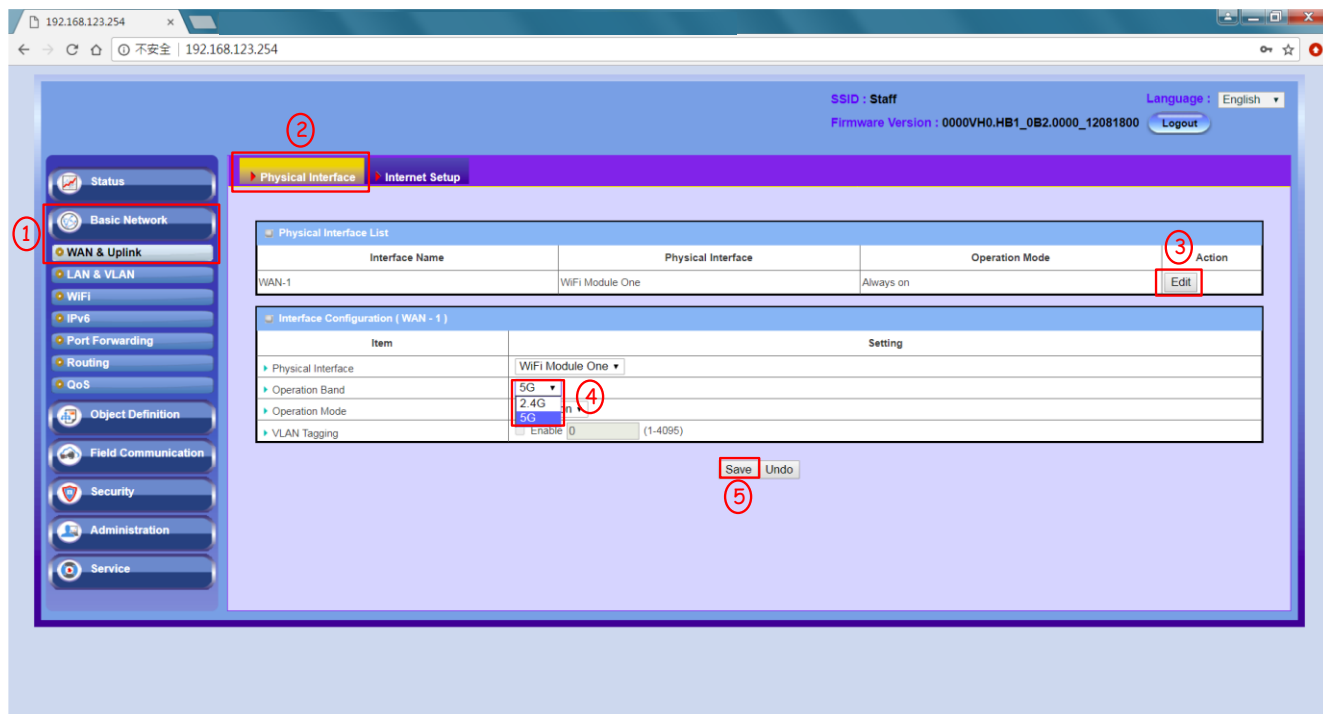 192.168.123.254 ×
不安全 | 192.168.123.254
SSID : Staff
Language : English
Firmware Version : 0000VH0.HB1_0B2.0000_12081800
Logout
2
Physical Interface
Internet Setup
Status
Basic Network
1
WAN & Uplink
LAN & VLAN
WiFi
IPv6
Port Forwarding
Routing
QoS
Object Definition
Field Communication
Security
Administration
Service
Physical Interface List
3
Interface Name Physical Interface Operation Mode Action
WAN-1 WiFi Module One Always on Edit
Interface Configuration ( WAN - 1 )
Item Setting
Physical Interface WiFi Module One
Operation Band 5G
4
2.4G
5G
Operation Mode on
VLAN Tagging Enable 0 (1-4095)
Save Undo
5